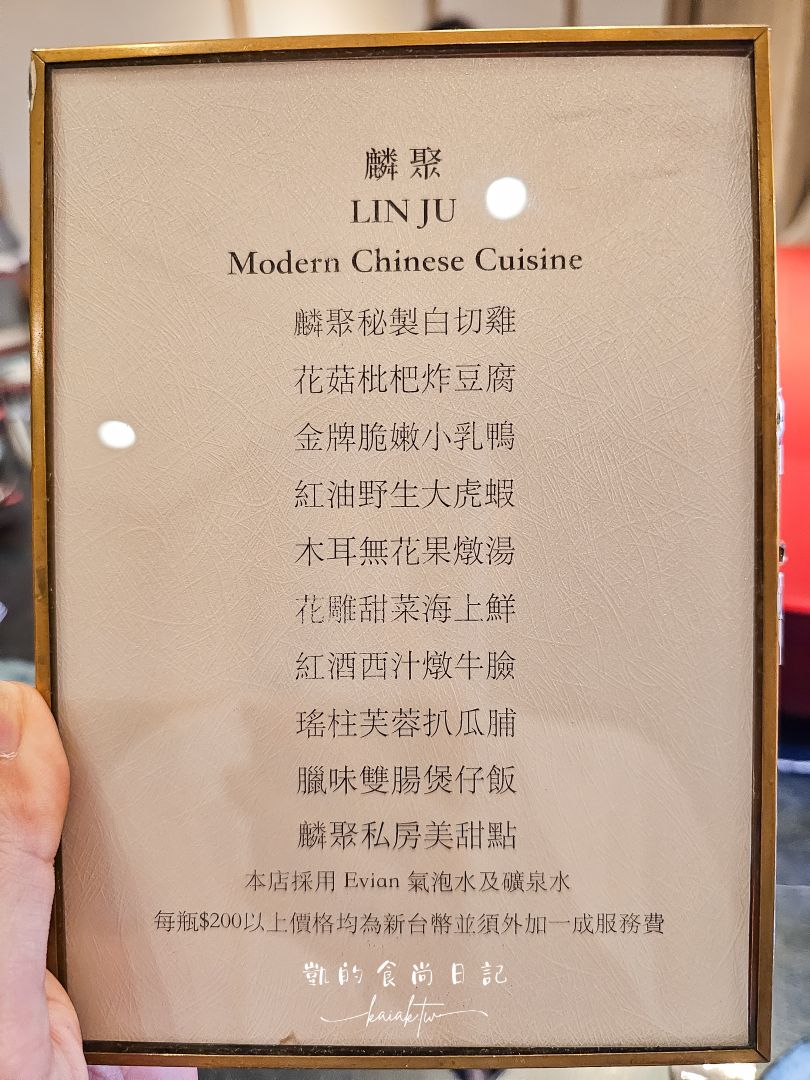 麟聚
LIN JU
Modern Chinese Cuisine
麟聚秘製白切雞
花菇枇杷炸豆腐
金牌脆嫩小乳鴨
紅油野生大虎蝦
木耳無花果燉湯
花雕甜菜海上鮮
紅酒西汁燉牛臉
瑤柱芙蓉扒瓜脯
臘味雙腸煲仔飯
麟聚私房美甜點
本店採用 Evian 氣泡水及礦泉水
每瓶$200以上價格均為新台幣並須外加一成服務費
凱的食尚日記
kaiak.tw